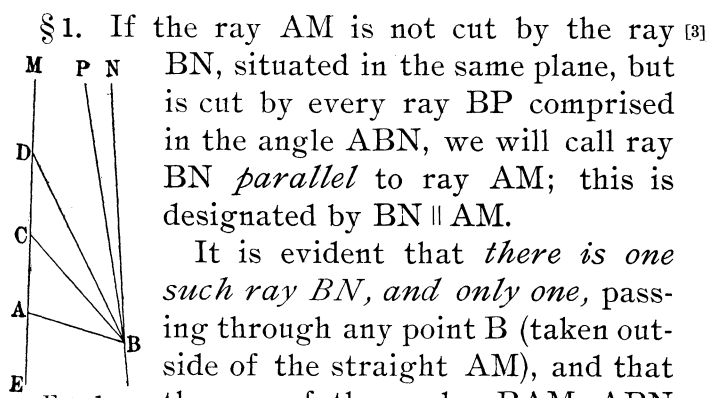 § 1. If the ray AM is not cut by the ray [3]
M P N
BN, situated in the same plane, but
is cut by every ray BP comprised
in the angle ABN, we will call ray
D
BN parallel to ray AM; this is
designated by BN || AM.
C
It is evident that there is one
such ray BN, and only one, pass-
A
ing through any point B (taken out-
B
side of the straight AM), and that
E